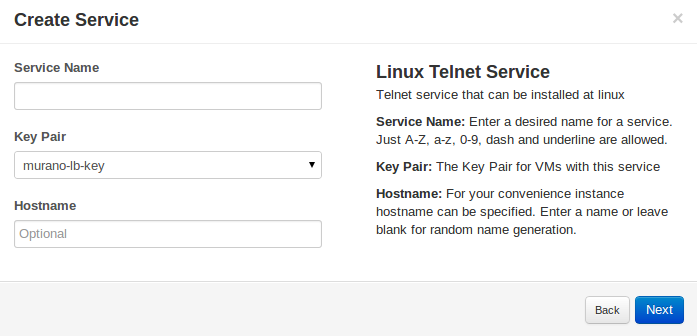 Create Service
×
Service Name
Key Pair
murano-lb-key
Hostname
Optional
Linux Telnet Service
Telnet service that can be installed at linux
Service Name: Enter a desired name for a service.
Just A-Z, a-z, 0-9, dash and underline are allowed.
Key Pair: The Key Pair for VMs with this service
Hostname: For your convenience instance
hostname can be specified. Enter a name or leave
blank for random name generation.
Back
Next